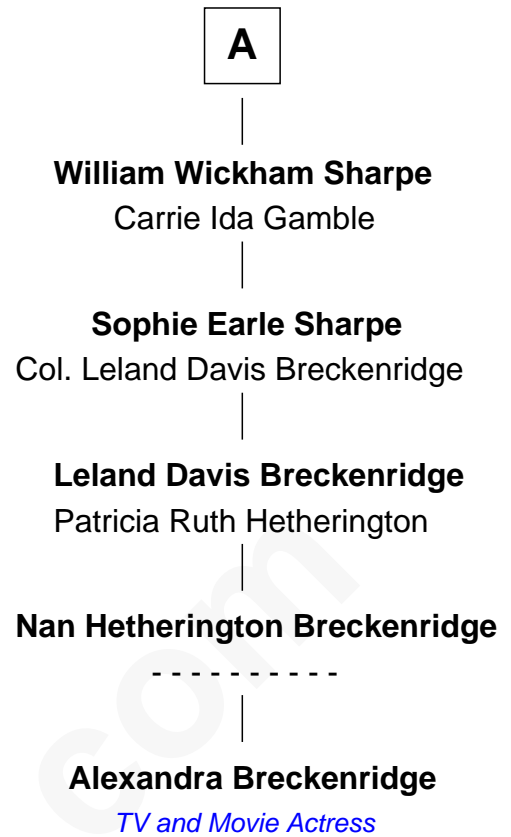 A
William Wickham Sharpe
Carrie Ida Gamble
Sophie Earle Sharpe
Col. Leland Davis Breckenridge
Leland Davis Breckenridge
Patricia Ruth Hetherington
Nan Hetherington Breckenridge
- - - - - - - - - -
Alexandra Breckenridge
TV and Movie Actress
com